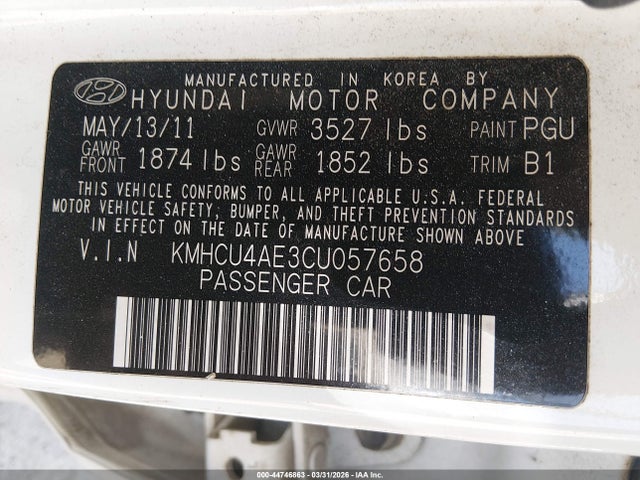 MANUFACTURED IN KOREA BY
HYUNDAI MOTOR COMPANY
MAY/13/11 GVWR 3527 lbs PAINT PGU
GAWR FRONT 1874 lbs GAWR REAR 1852 lbs TRIM B1
THIS VEHICLE CONFORMS TO ALL APPLICABLE U.S.A. FEDERAL
MOTOR VEHICLE SAFETY, BUMPER, AND THEFT PREVENTION STANDARDS
IN EFFECT ON THE DATE OF MANUFACTURE SHOWN ABOVE
V.I.N KMHCU4AE3CU057658
PASSENGER CAR
000-44746863 | 03/31/2026 - IAA Inc.